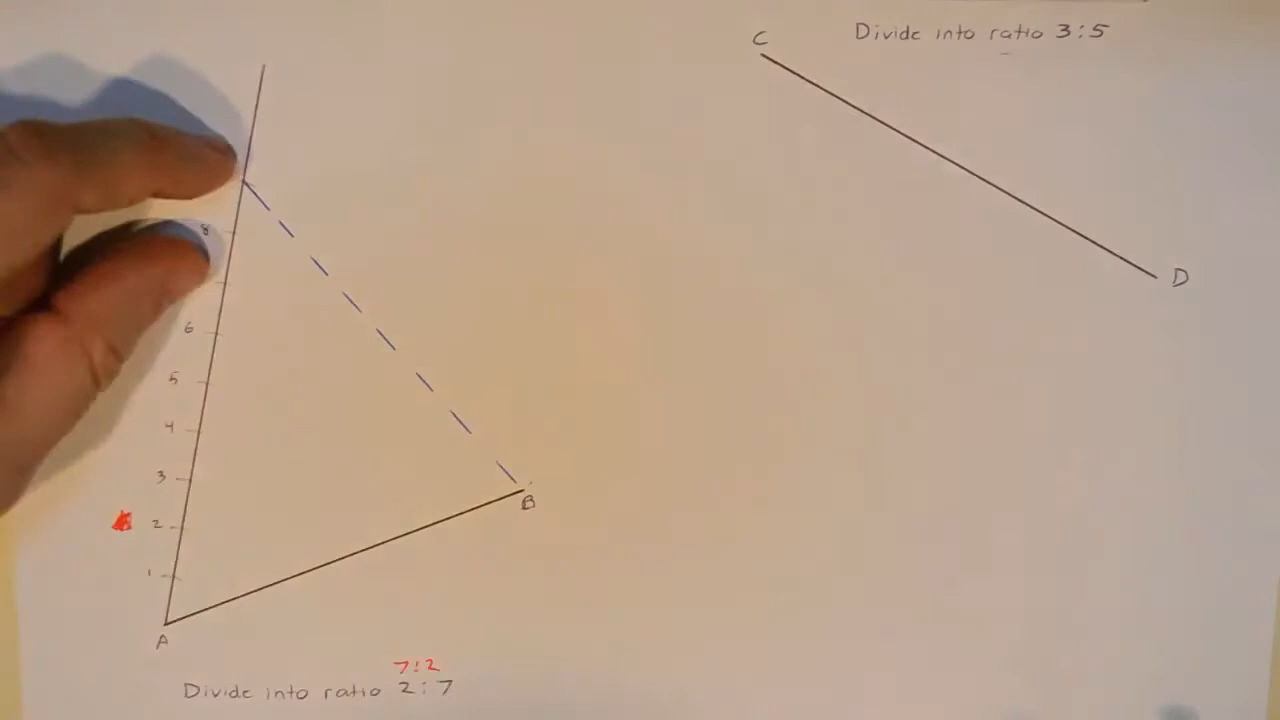 C
Divide into ratio 3:5
D
8
6
5
4
3
2
1
B
A
7:2
Divide into ratio 2:7